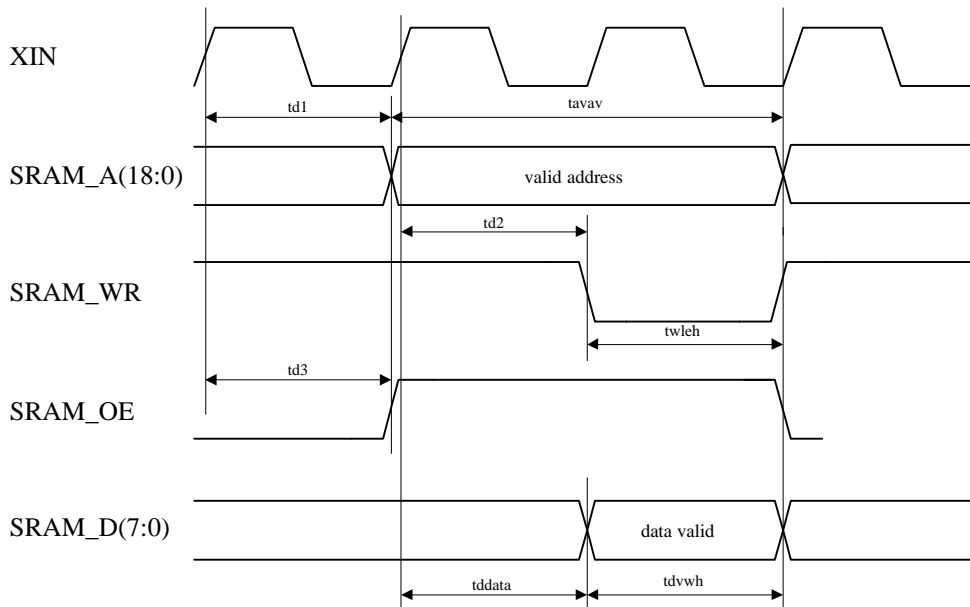 XIN
td1
tavav
SRAM_A(18:0)
valid address
td2
SRAM_WR
twleh
td3
SRAM_OE
SRAM_D(7:0)
data valid
tddata
tdvwh